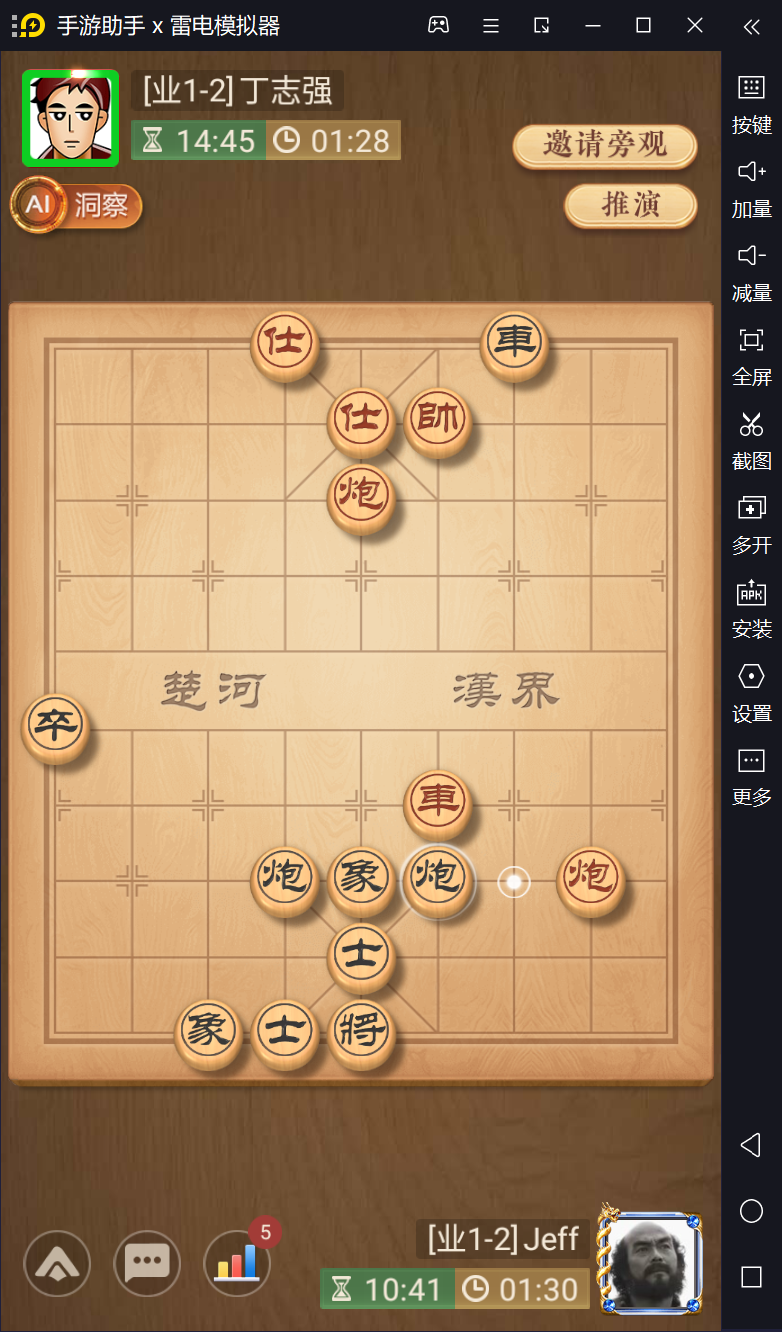 手游助手 x 雷电模拟器
[业1-2]丁志强
14:45 01:28
邀请旁观
AI 洞察
推演
仕 車
仕 帥
炮
楚河 漢界
卒
車
炮 象 炮 炮
士
象 士 將
5
[业1-2]Jeff
10:41 01:30
按键
加量
减量
全屏
截图
多开
APK
安装
设置
更多